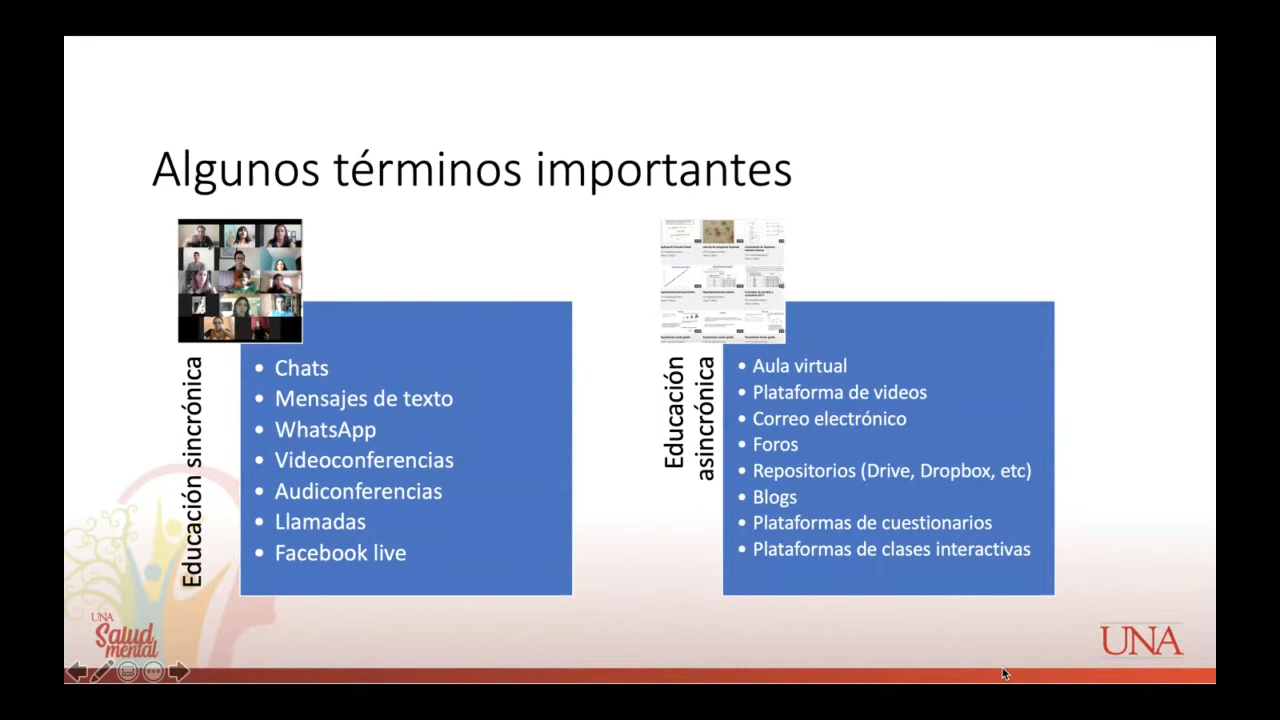 Algunos términos importantes
Educación sincrónica
• Chats
• Mensajes de texto
• WhatsApp
• Videoconferencias
• Audiconferencias
• Llamadas
• Facebook live
Educación
asincrónica
• Aula virtual
• Plataforma de videos
• Correo electrónico
• Foros
• Repositorios (Drive, Dropbox, etc)
• Blogs
• Plataformas de cuestionarios
• Plataformas de clases interactivas
UNA
Salud
mental
UNA